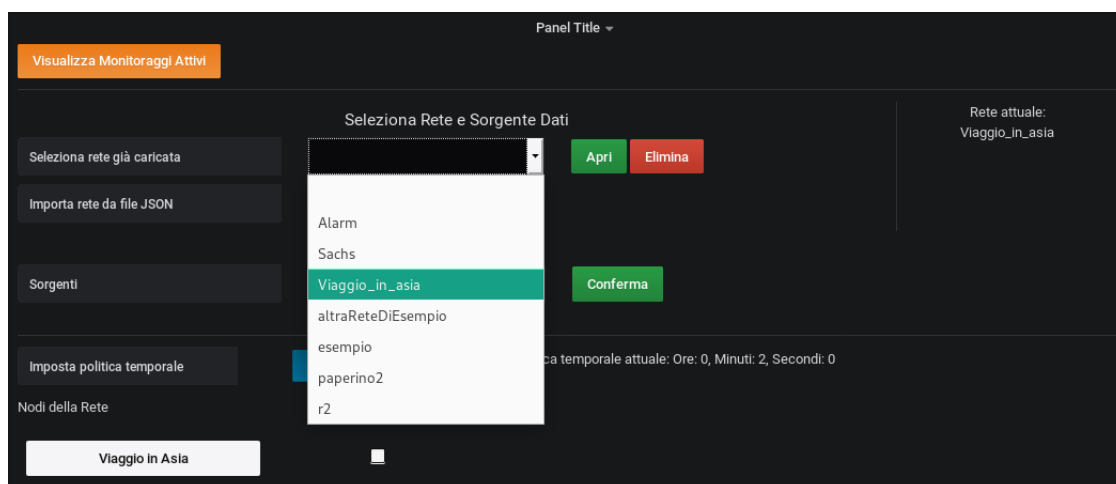 Panel Title
Visualizza Monitoraggi Attivi
Seleziona Rete e Sorgente Dati
Rete attuale:
Viaggio_in_asia
Seleziona rete già caricata
Apri
Elimina
Importa rete da file JSON
Alarm
Sachs
Viaggio_in_asia
altraReteDiEsempio
esempio
paperino2
r2
Sorgenti
Conferma
Imposta politica temporale
ca temporale attuale: Ore: 0, Minuti: 2, Secondi: 0
Nodi della Rete
Viaggio in Asia